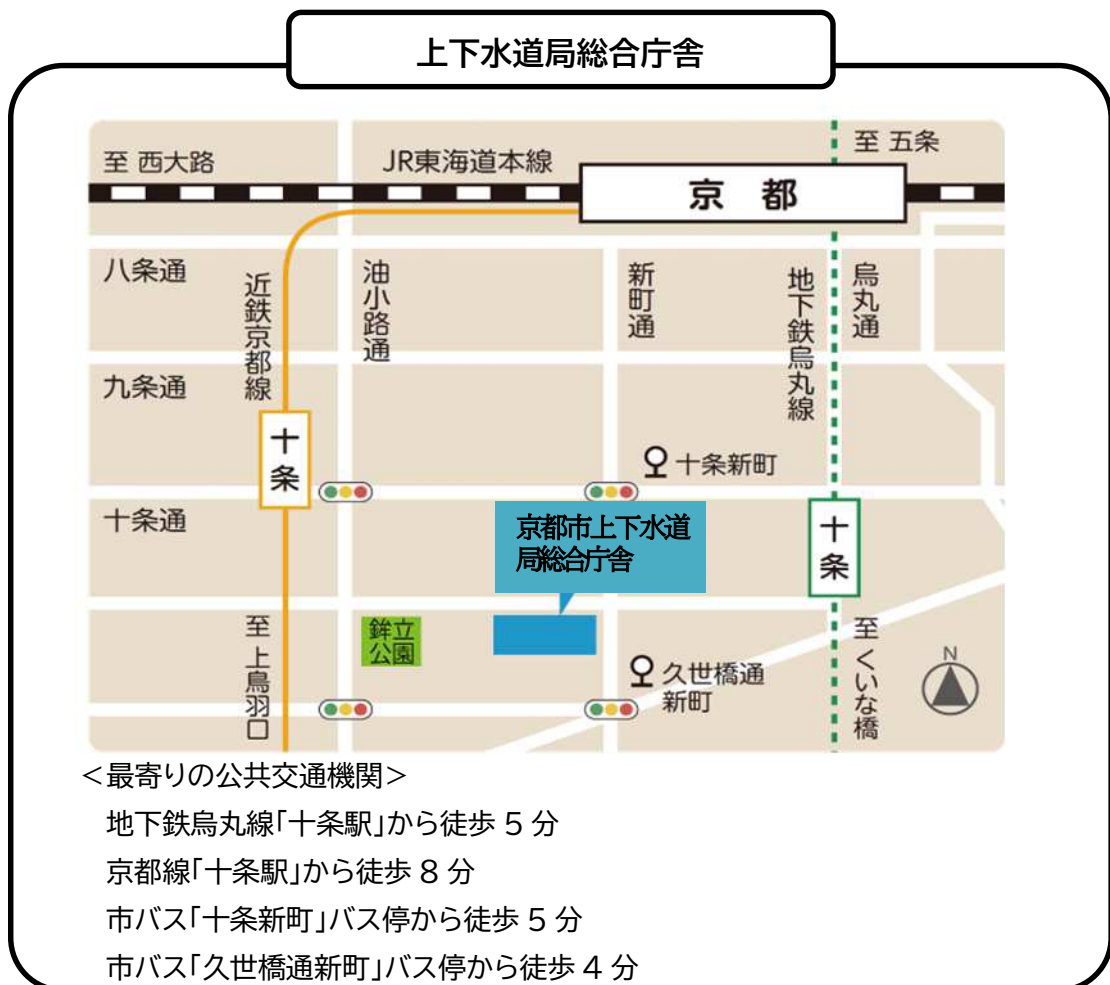 上下水道局総合庁舎
至 西大路
JR東海道本線
至 五条
京都
八条通
近鉄京都線
油小路通
新町通
地下鉄烏丸線
烏丸通
九条通
十条
十条新町
十条通
京都市上下水道
局総合庁舎
十条
至 上鳥羽口
鉾立
公園
久世橋通
新町
至 くいな橋
N
<最寄りの公共交通機関>
地下鉄烏丸線「十条駅」から徒歩 5 分
京都線「十条駅」から徒歩 8 分
市バス「十条新町」バス停から徒歩 5 分
市バス「久世橋通新町」バス停から徒歩 4 分